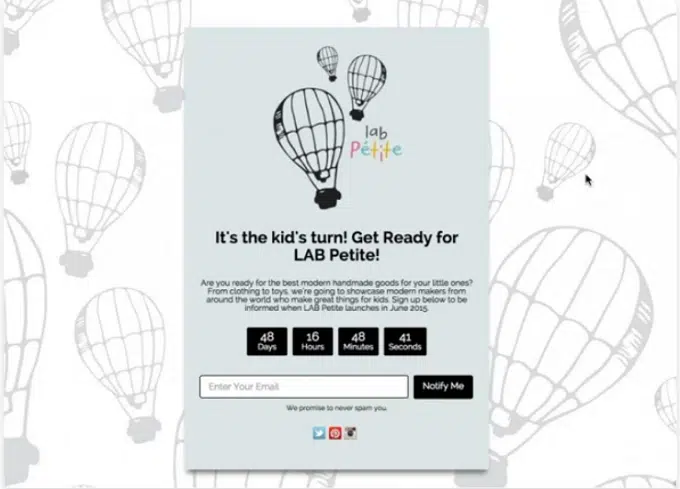 lab
Pétite
It's the kid's turn! Get Ready for
LAB Petite!
Are you ready for the best modern handmade goods for your little ones?
From clothing to toys, we're going to showcase modern makers from
around the world who make great things for kids. Sign up below to be
informed when LAB Petite launches in June 2015.
48 16 48 41
Days Hours Minutes Seconds
Enter Your Email Notify Me
We promise to never spam you.